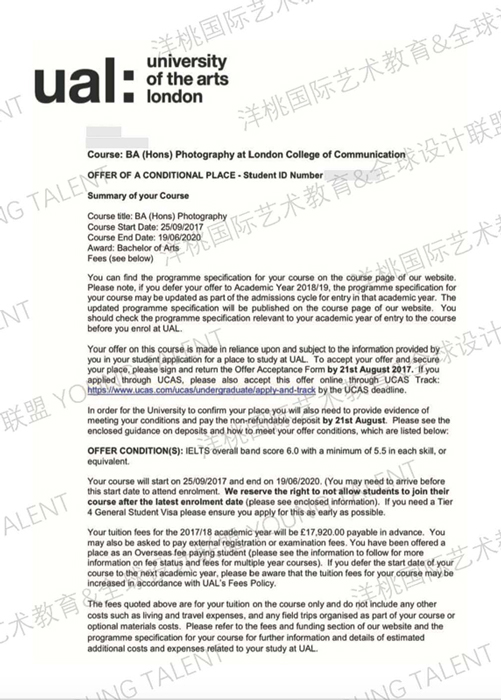 ual:
university
of the arts
london
Course: BA (Hons) Photography at London College of Communication
OFFER OF A CONDITIONAL PLACE - Student ID Number
Summary of your Course
Course title: BA (Hons) Photography
Course Start Date: 25/09/2017
Course End Date: 19/06/2020
Award: Bachelor of Arts
Fees (see below)
You can find the programme specification for your course on the course page of our website.
Please note, if you defer your offer to Academic Year 2018/19, the programme specification for
your course may be updated as part of the admissions cycle for entry in that academic year. The
updated programme specification will be published on the course page of our website. You
should check the programme specification relevant to your academic year of entry to the course
before you enrol at UAL.
Your offer on this course is made in reliance upon and subject to the information provided by
you in your student application for a place to study at UAL. To accept your offer and secure
your place, please sign and return the Offer Acceptance Form by 21st August 2017. If you
applied through UCAS, please also accept this offer online through UCAS Track:
https://www.ucas.com/ucas/undergraduate/apply-and-track by the UCAS deadline.
In order for the University to confirm your place you will also need to provide evidence of
meeting your conditions and pay the non-refundable deposit by 21st August. Please see the
enclosed guidance on deposits and how to meet your offer conditions, which are listed below:
OFFER CONDITION(S): IELTS overall band score 6.0 with a minimum of 5.5 in each skill, or
equivalent.
Your course will start on 25/09/2017 and end on 19/06/2020. (You may need to arrive before
this start date to attend enrolment. We reserve the right to not allow students to join their
course after the latest enrolment date (please see enclosed information). If you need a Tier
4 General Student Visa please ensure you apply for this as early as possible.
Your tuition fees for the 2017/18 academic year will be £17,920.00 payable in advance. You
may also be asked to pay external registration or examination fees. You have been offered a
place as an Overseas fee paying student (please see the information to follow for more
information on fee status and fees for multiple year courses). If you defer the start date of your
course to the next academic year, please be aware that the tuition fees for your course may be
increased in accordance with UAL's Fees Policy.
The fees quoted above are for your tuition on the course only and do not include any other
costs such as living and travel expenses, and any field trips organised as part of your course or
optional materials costs. Please refer to the fees and funding section of our website and the
programme specification for your course for further information and details of estimated
additional costs and expenses related to your study at UAL.
洋桃国际艺术教育&全球设计联盟 YOUNG TALENT